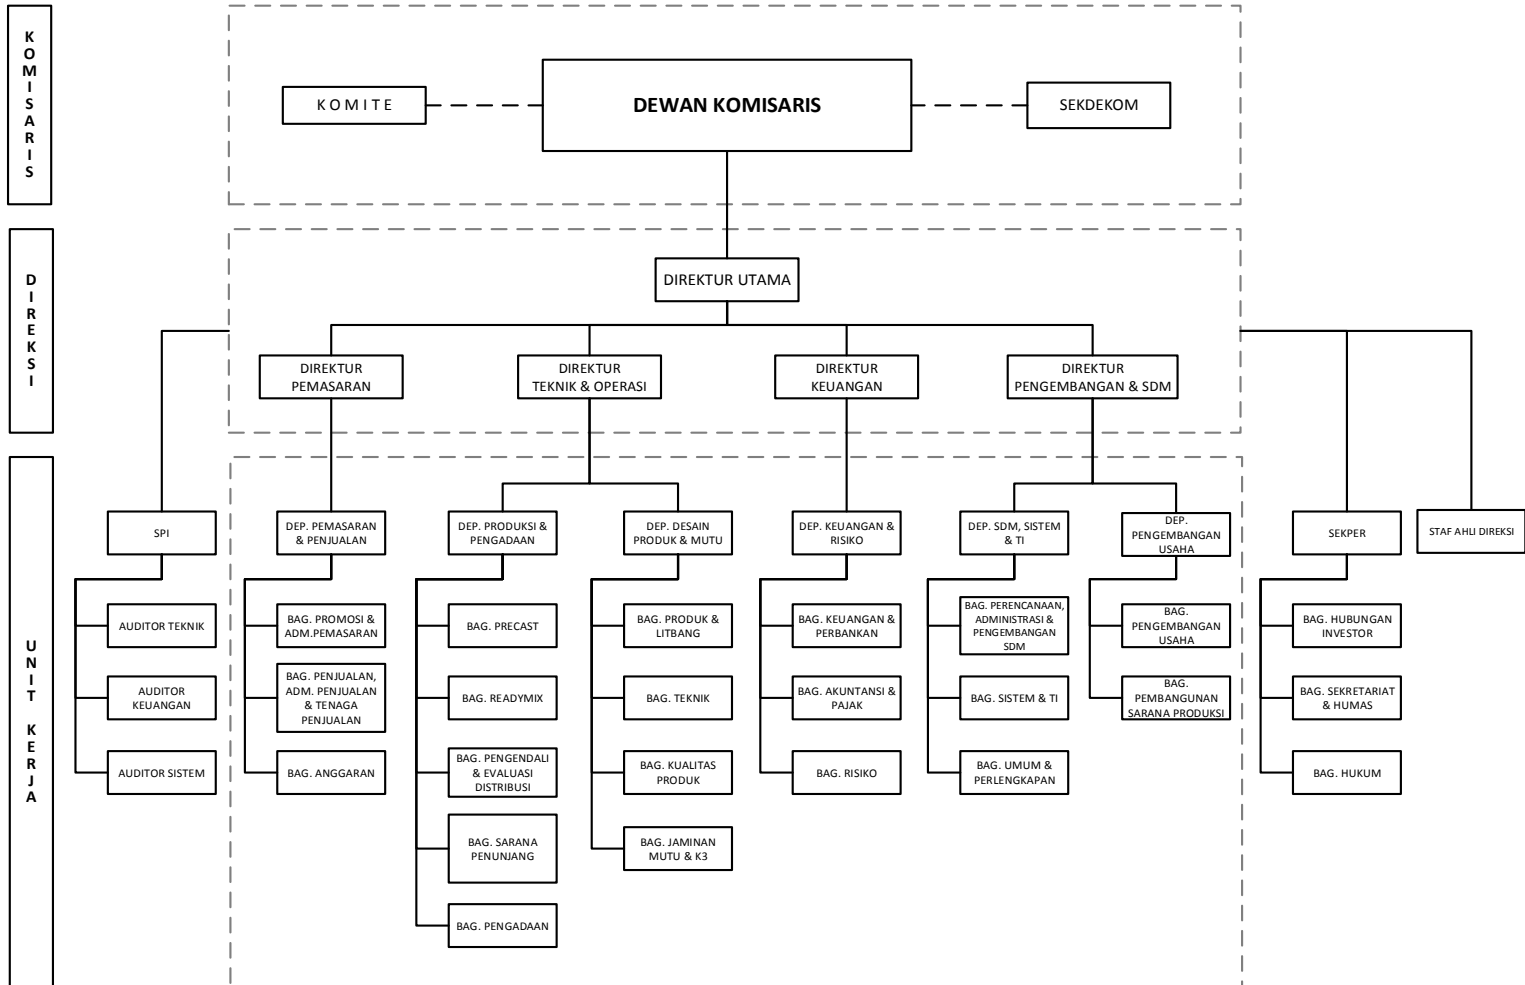 KOMISARIS
KOMITE
DEWAN KOMISARIS
SEKDEKOM
DIREKSI
DIREKTUR UTAMA
DIREKTUR
PEMASARAN
DIREKTUR
TEKNIK & OPERASI
DIREKTUR
KEUANGAN
DIREKTUR
PENGEMBANGAN & SDM
UNIT KERJA
SPI
AUDITOR TEKNIK
AUDITOR
KEUANGAN
AUDITOR SISTEM
DEP. PEMASARAN
& PENJUALAN
BAG. PROMOSI &
ADM.PEMASARAN
BAG. PENJUALAN,
ADM. PENJUALAN
& TENAGA
PENJUALAN
BAG. ANGGARAN
DEP. PRODUKSI &
PENGADAAN
BAG. PRECAST
BAG. READYMIX
BAG. PENGENDALI
& EVALUASI
DISTRIBUSI
BAG. SARANA
PENUNJANG
BAG. PENGADAAN
DEP. DESAIN
PRODUK & MUTU
BAG. PRODUK &
LITBANG
BAG. TEKNIK
BAG. KUALITAS
PRODUK
BAG. JAMINAN
MUTU & K3
DEP. KEUANGAN &
RISIKO
BAG. KEUANGAN &
PERBANKAN
BAG. AKUNTANSI &
PAJAK
BAG. RISIKO
DEP. SDM, SISTEM
& TI
BAG. PERENCANAAN,
ADMINISTRASI &
PENGEMBANGAN
SDM
BAG. SISTEM & TI
BAG. UMUM &
PERLENGKAPAN
DEP.
PENGEMBANGAN
USAHA
BAG.
PENGEMBANGAN
USAHA
BAG.
PEMBANGUNAN
SARANA PRODUKSI
SEKPER
BAG. HUBUNGAN
INVESTOR
BAG. SEKRETARIAT
& HUMAS
BAG. HUKUM
STAF AHLI DIREKSI